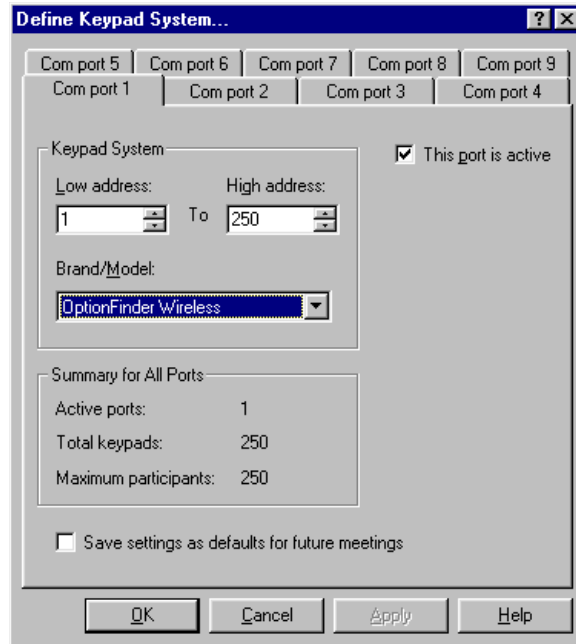 Define Keypad System...
Com port 5 Com port 6 Com port 7 Com port 8 Com port 9
Com port 1 Com port 2 Com port 3 Com port 4
Keypad System
This port is active
Low address: High address:
1 To 250
Brand/Model:
OptionFinder Wireless
Summary for All Ports
Active ports: 1
Total keypads: 250
Maximum participants: 250
Save settings as defaults for future meetings
OK Cancel Apply Help